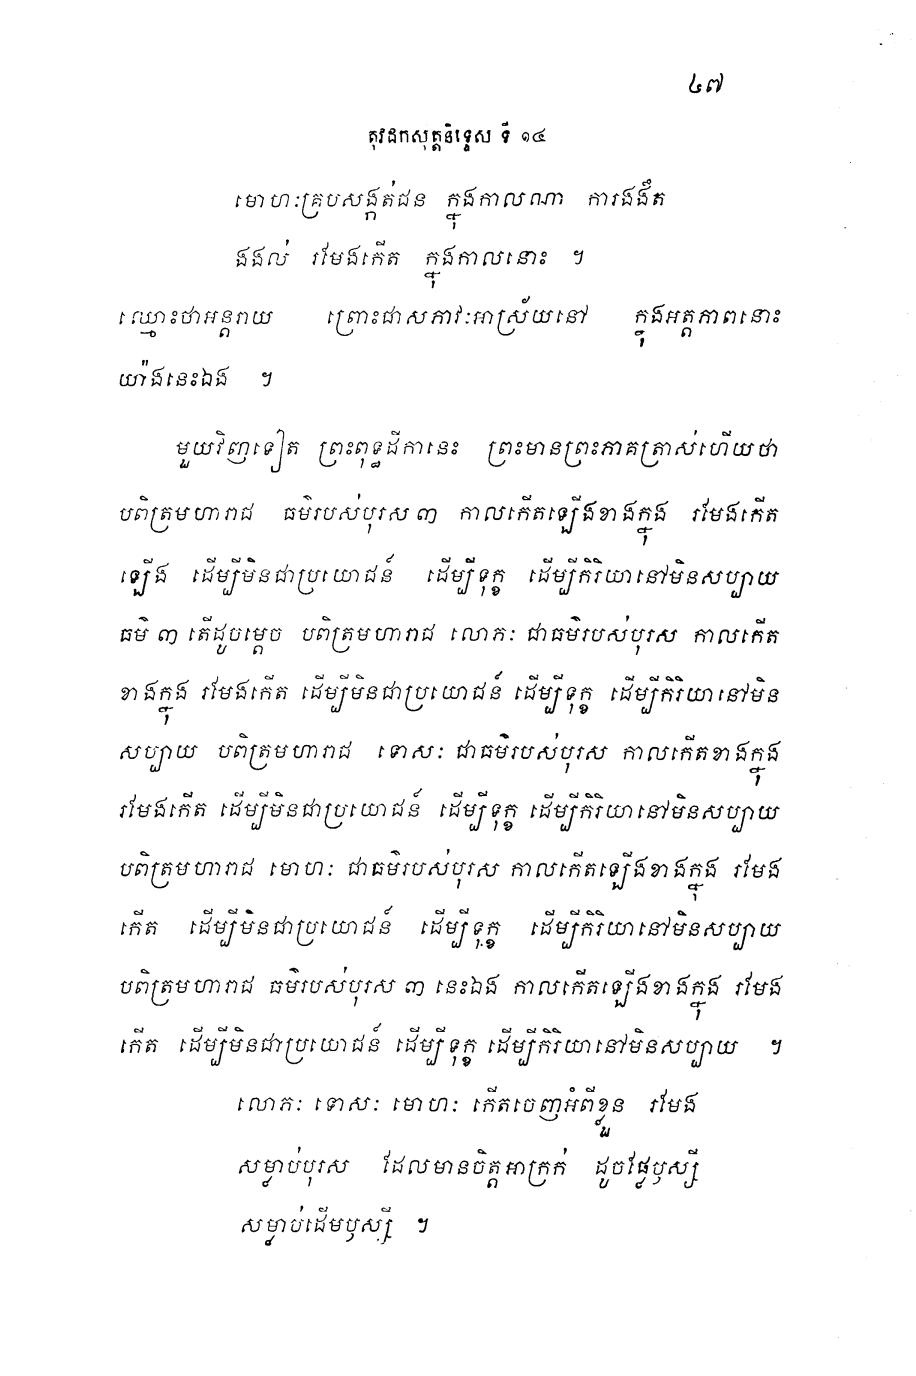 ៤៧
តុវដកសុត្តនិទ្ទេស ទី ១៤
មោហៈគ្របសង្កត់ជន ក្នុងកាលណា ការងងឹត
ងងល់ រមែងកើត ក្នុងកាលនោះ ។
ឈ្មោះថាអន្តរាយ ព្រោះជាសភាវៈអាស្រ័យនៅ ក្នុងអត្តភាពនោះ
យ៉ាងនេះឯង ។
មួយវិញទៀត ព្រះពុទ្ធដីកានេះ ព្រះមានព្រះភាគត្រាស់ហើយថា
បពិត្រមហារាជ ធម៌របស់បុរស ៣ កាលកើតឡើងខាងក្នុង រមែងកើត
ឡើង ដើម្បីមិនជាប្រយោជន៍ ដើម្បីទុក្ខ ដើម្បីកិរិយានៅមិនសប្បាយ
ធម៌ ៣ តើដូចម្តេច បពិត្រមហារាជ លោភៈ ជាធម៌របស់បុរស កាលកើត
ខាងក្នុង រមែងកើត ដើម្បីមិនជាប្រយោជន៍ ដើម្បីទុក្ខ ដើម្បីកិរិយានៅមិន
សប្បាយ បពិត្រមហារាជ ទោសៈ ជាធម៌របស់បុរស កាលកើតខាងក្នុង
រមែងកើត ដើម្បីមិនជាប្រយោជន៍ ដើម្បីទុក្ខ ដើម្បីកិរិយានៅមិនសប្បាយ
បពិត្រមហារាជ មោហៈ ជាធម៌របស់បុរស កាលកើតឡើងខាងក្នុង រមែង
កើត ដើម្បីមិនជាប្រយោជន៍ ដើម្បីទុក្ខ ដើម្បីកិរិយានៅមិនសប្បាយ
បពិត្រមហារាជ ធម៌របស់បុរស ៣ នេះឯង កាលកើតឡើងខាងក្នុង រមែង
កើត ដើម្បីមិនជាប្រយោជន៍ ដើម្បីទុក្ខ ដើម្បីកិរិយានៅមិនសប្បាយ ។
លោភៈ ទោសៈ មោហៈ កើតចេញអំពីខ្លួន រមែង
សម្លាប់បុរស ដែលមានចិត្តអាក្រក់ ដូចផ្លែឫស្សី
សម្លាប់ដើមឫស្សី ។